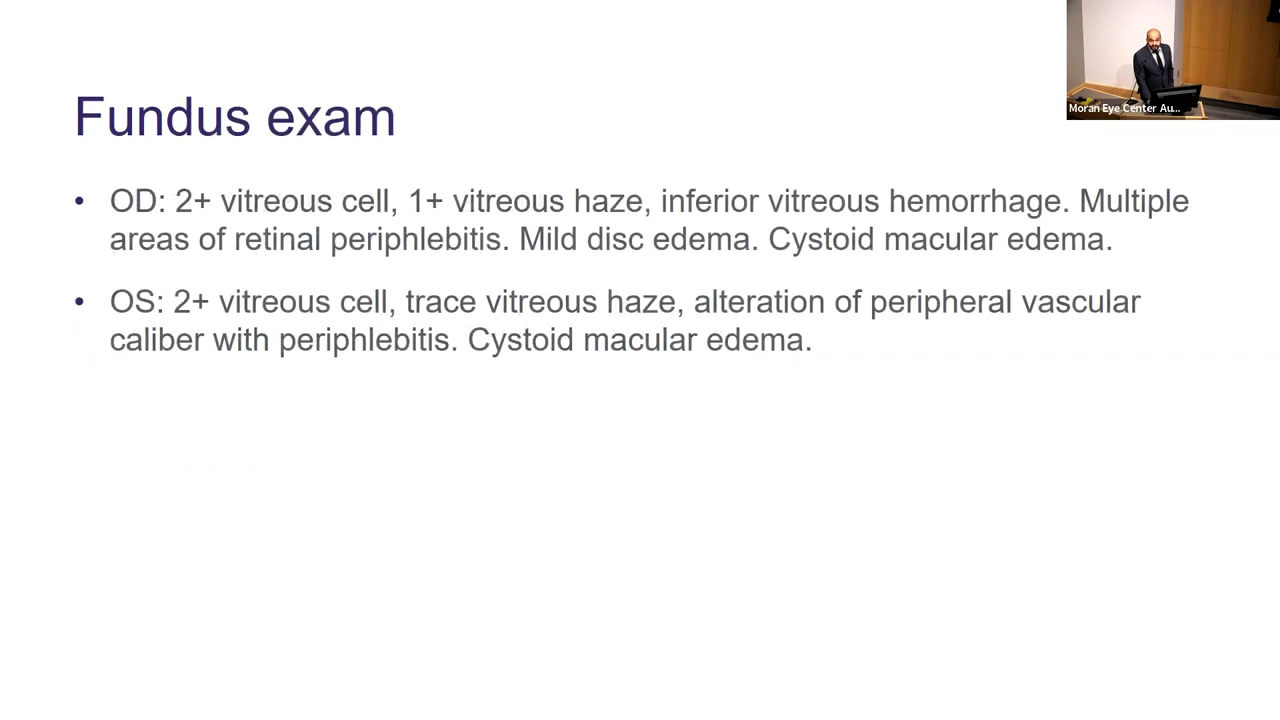 Fundus exam
• OD: 2+ vitreous cell, 1+ vitreous haze, inferior vitreous hemorrhage. Multiple
areas of retinal periphlebitis. Mild disc edema. Cystoid macular edema.
• OS: 2+ vitreous cell, trace vitreous haze, alteration of peripheral vascular
caliber with periphlebitis. Cystoid macular edema.
Moran Eye Center Au...